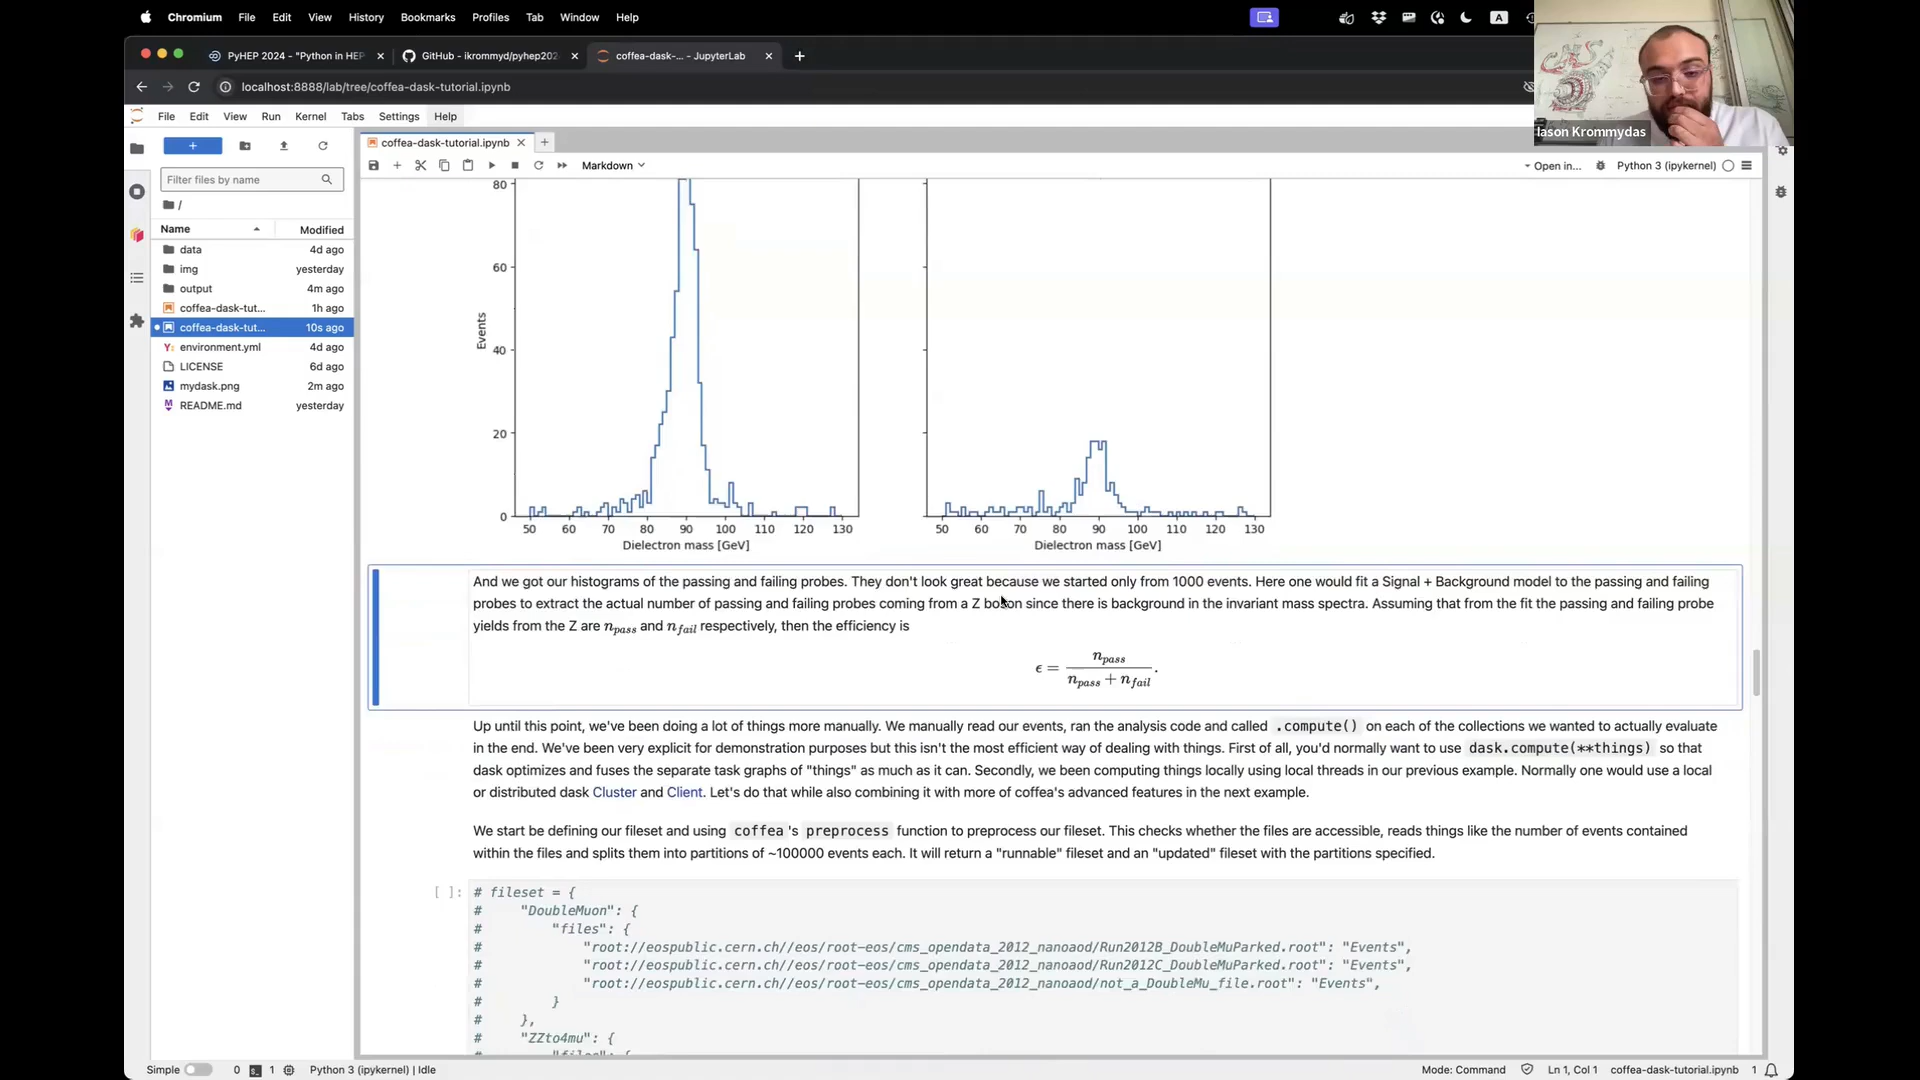 Chromium File Edit View History Bookmarks Profiles Tab Window Help A
PyHEP 2024 - "Python in HEP
GitHub - ikrommyd/pyhep202
coffea-dask-... - JupyterLab
localhost:8888/lab/tree/coffea-dask-tutorial.ipynb
Iason Krommydas
File Edit View Run Kernel Tabs Settings Help
coffea-dask-tutorial.ipynb
Markdown
Open in...
Python 3 (ipykernel)
Filter files by name
/
Name Modified
data 4d ago
img yesterday
output 4m ago
coffea-dask-tut... 1h ago
coffea-dask-tut... 10s ago
environment.yml 4d ago
LICENSE 6d ago
mydask.png 2m ago
README.md yesterday
80
60
40
20
0
Events
50 60 70 80 90 100 110 120 130
Dielectron mass [GeV]
50 60 70 80 90 100 110 120 130
Dielectron mass [GeV]
And we got our histograms of the passing and failing probes. They don't look great because we started only from 1000 events. Here one would fit a Signal + Background model to the passing and failing
probes to extract the actual number of passing and failing probes coming from a Z boson since there is background in the invariant mass spectra. Assuming that from the fit the passing and failing probe
yields from the Z are n_pass and n_fail respectively, then the efficiency is
ϵ = n_pass / (n_pass + n_fail).
Up until this point, we've been doing a lot of things more manually. We manually read our events, ran the analysis code and called .compute() on each of the collections we wanted to actually evaluate
in the end. We've been very explicit for demonstration purposes but this isn't the most efficient way of dealing with things. First of all, you'd normally want to use dask.compute(**things) so that
dask optimizes and fuses the separate task graphs of "things" as much as it can. Secondly, we been computing things locally using local threads in our previous example. Normally one would use a local
or distributed dask Cluster and Client. Let's do that while also combining it with more of coffea's advanced features in the next example.
We start be defining our fileset and using coffea's preprocess function to preprocess our fileset. This checks whether the files are accessible, reads things like the number of events contained
within the files and splits them into partitions of ~100000 events each. It will return a "runnable" fileset and an "updated" fileset with the partitions specified.
[ ]: # fileset = {
# "DoubleMuon": {
# "files": {
# "root://eospublic.cern.ch//eos/root-eos/cms_opendata_2012_nanoaod/Run2012B_DoubleMuParked.root": "Events",
# "root://eospublic.cern.ch//eos/root-eos/cms_opendata_2012_nanoaod/Run2012C_DoubleMuParked.root": "Events",
# "root://eospublic.cern.ch//eos/root-eos/cms_opendata_2012_nanoaod/not_a_DoubleMu_file.root": "Events",
# }
# },
# "ZZto4mu": {
# "files": {
Simple 0 1 Python 3 (ipykernel) | Idle
Mode: Command Ln 1, Col 1 coffea-dask-tutorial.ipynb 1